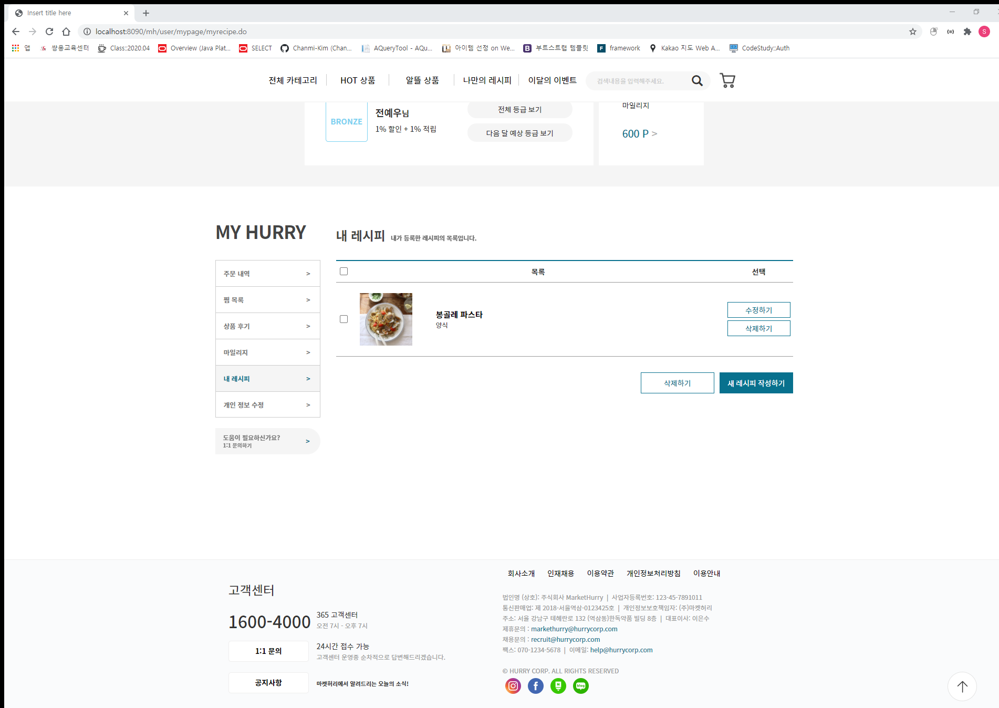 Insert title here
localhost:8090/mh/user/mypage/myrecipe.do
S
앱
쌍용교육센터
Class::2020.04
Overview (Java Plat...
SELECT
Chanmi-Kim (Chan...
AQueryTool - AQu...
아이템 선정 on We...
B
부트스트랩 템플릿
F
framework
Kakao 지도 Web A...
CodeStudy::Auth
전체 카테고리
HOT 상품
알뜰 상품
나만의 레시피
이달의 이벤트
검색내용을 입력해주세요.
BRONZE
전예우님
1% 할인 + 1% 적립
전체 등급 보기
다음 달 예상 등급 보기
마일리지
600 P >
MY HURRY
주문 내역 >
찜 목록 >
상품 후기 >
마일리지 >
내 레시피 >
개인 정보 수정 >
도움이 필요하신가요?
1:1 문의하기
>
내 레시피 내가 등록한 레시피의 목록입니다.
목록 선택
봉골레 파스타
양식
수정하기
삭제하기
삭제하기
새 레시피 작성하기
고객센터
1600-4000
365 고객센터
오전 7시 - 오후 7시
1:1 문의
24시간 접수 가능
고객센터 운영중 순차적으로 답변해드리겠습니다.
공지사항
마켓허리에서 알려드리는 오늘의 소식!
회사소개 인재채용 이용약관 개인정보처리방침 이용안내
법인명 (상호): 주식회사 MarketHurry | 사업자등록번호: 123-45-7891011
통신판매업: 제 2018-서울역삼-0123425호 | 개인정보보호책임자: (주)마켓허리
주소: 서울 강남구 테헤란로 132 (역삼동)한독약품 빌딩 8층 | 대표이사: 이은수
제휴문의 : markethurry@hurrycorp.com
채용문의 : recruit@hurrycorp.com
팩스: 070-1234-5678 | 이메일: help@hurrycorp.com
© HURRY CORP. ALL RIGHTS RESERVED
blog